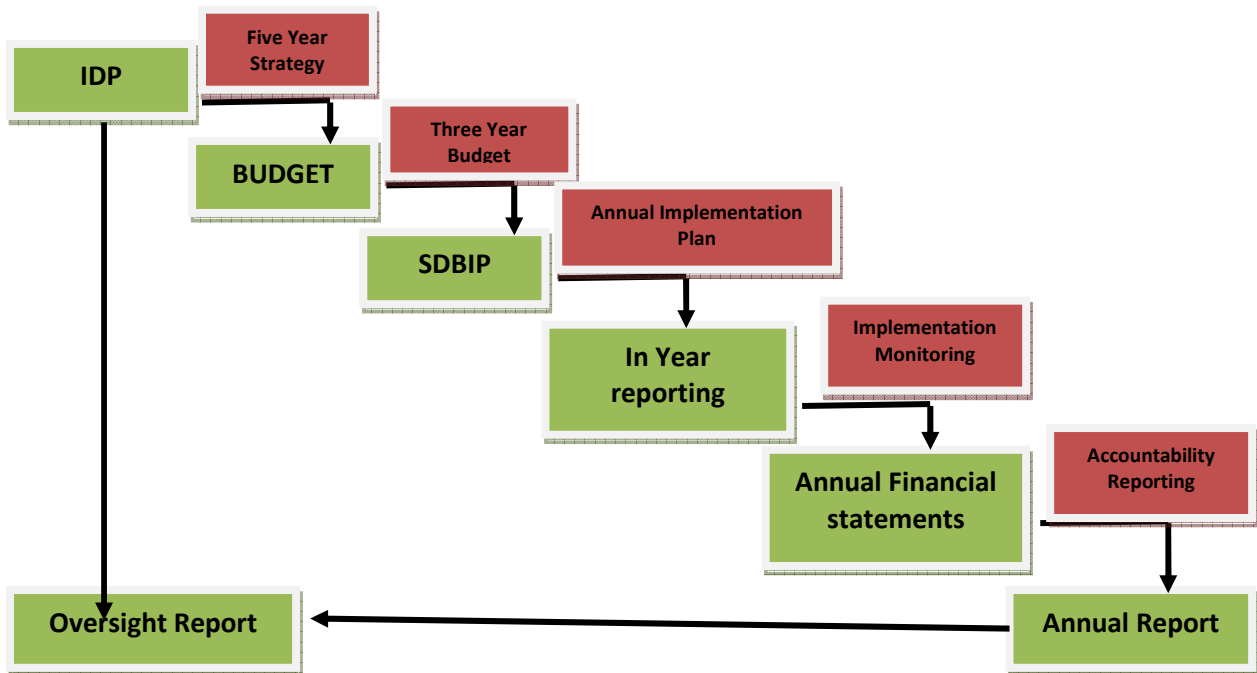 IDP
Five Year
Strategy
BUDGET
Three Year
Budget
SDBIP
Annual Implementation
Plan
In Year
reporting
Implementation
Monitoring
Annual Financial
statements
Accountability
Reporting
Oversight Report
Annual Report